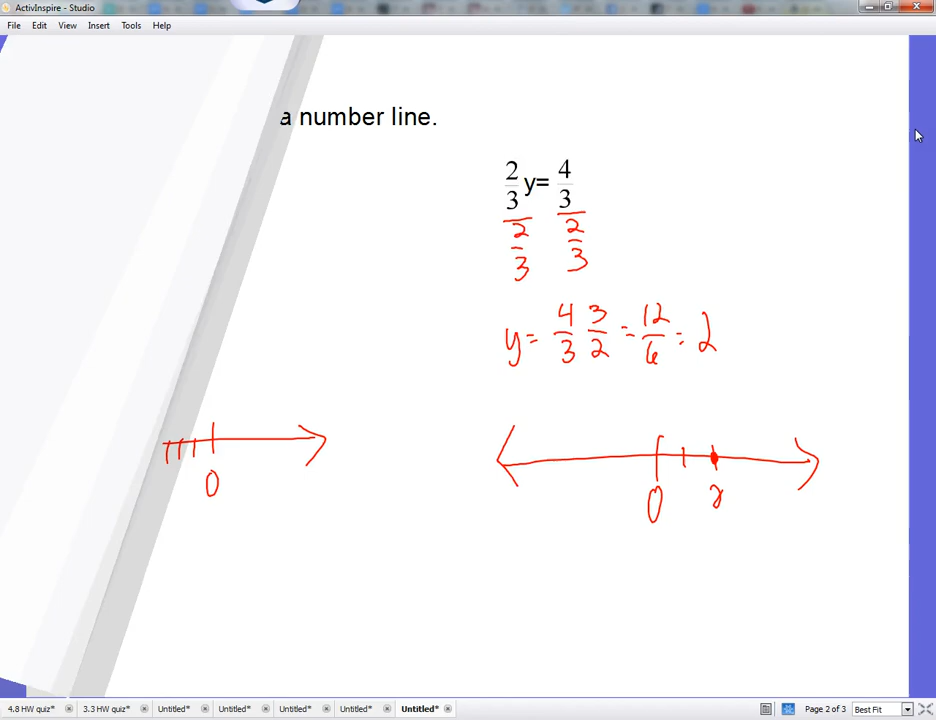 ActivInspire - Studio
File Edit View Insert Tools Help
a number line.
2/3 y= 4/3
2/3 2/3
y = 4/3 3/2 = 12/6 = 2
0
0 2
4.8 HW quiz* 3.3 HW quiz* Untitled* Untitled* Untitled* Untitled* Untitled* Page 2 of 3 Best Fit